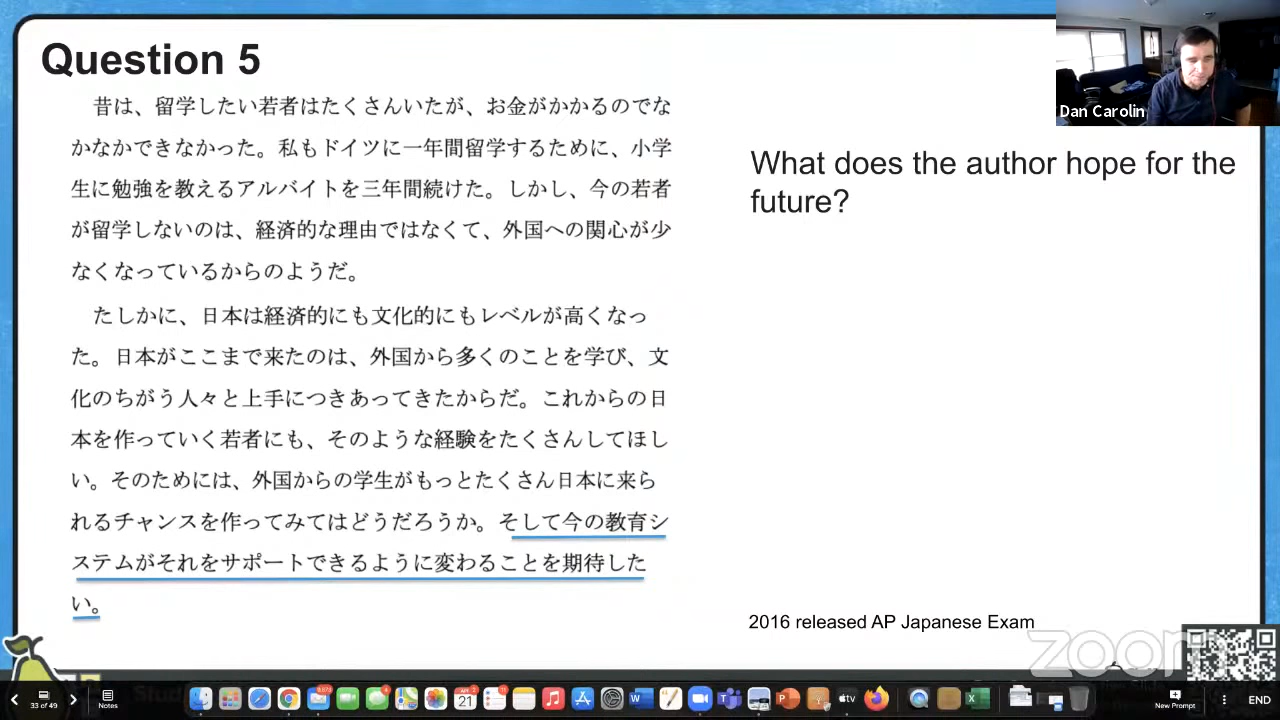 Question 5
昔は、留学したい若者はたくさんいたが、お金がかかるのでな
かなかできなかった。私もドイツに一年間留学するために、小学
生に勉強を教えるアルバイトを三年間続けた。しかし、今の若者
が留学しないのは、経済的な理由ではなくて、外国への関心が少
なくなっているからのようだ。
たしかに、日本は経済的にも文化的にもレベルが高くなっ
た。日本がここまで来たのは、外国から多くのことを学び、文
化のちがう人々と上手につきあってきたからだ。これからの日
本を作っていく若者にも、そのような経験をたくさんしてほし
い。そのためには、外国からの学生がもっとたくさん日本に来ら
れるチャンスを作ってみてはどうだろうか。そして今の教育シ
ステムがそれをサポートできるように変わることを期待した
い。
What does the author hope for the
future?
2016 released AP Japanese Exam
Dan Carolin
zoom
33 of 49
Notes
New Prompt
END